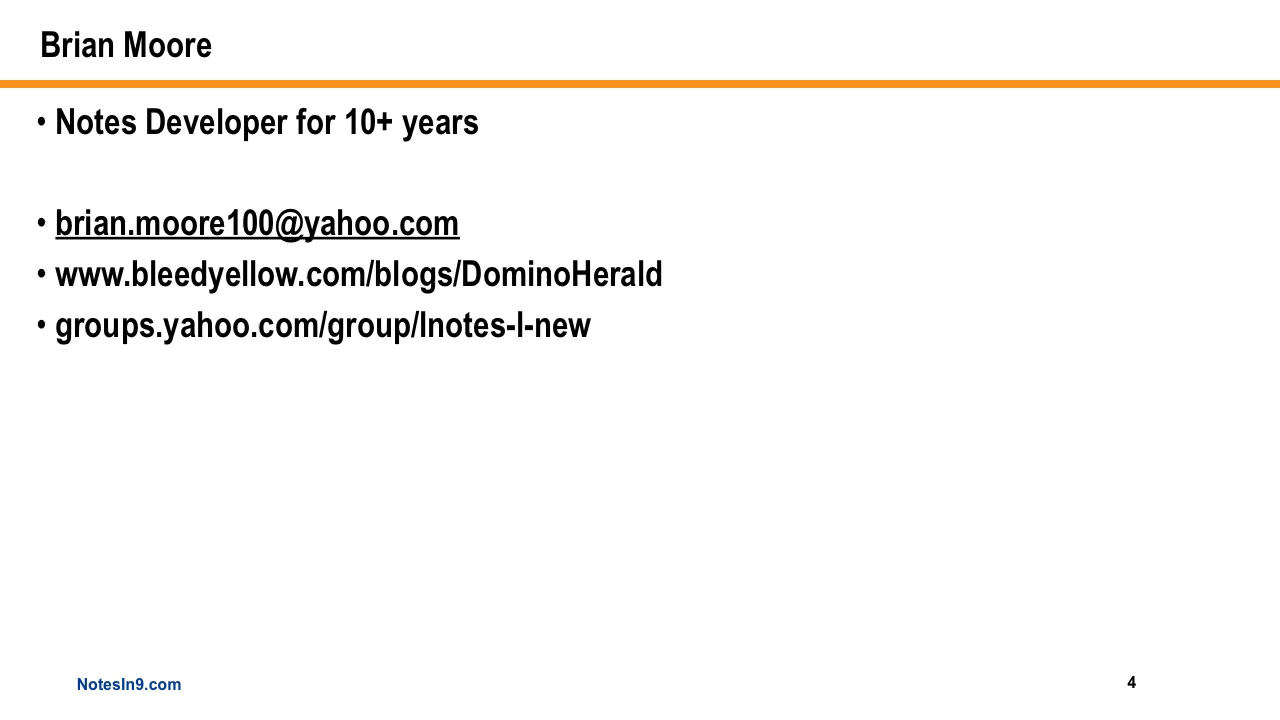 Brian Moore
• Notes Developer for 10+ years
• brian.moore100@yahoo.com
• www.bleedyellow.com/blogs/DominoHerald
• groups.yahoo.com/group/lnotes-l-new
NotesIn9.com
4